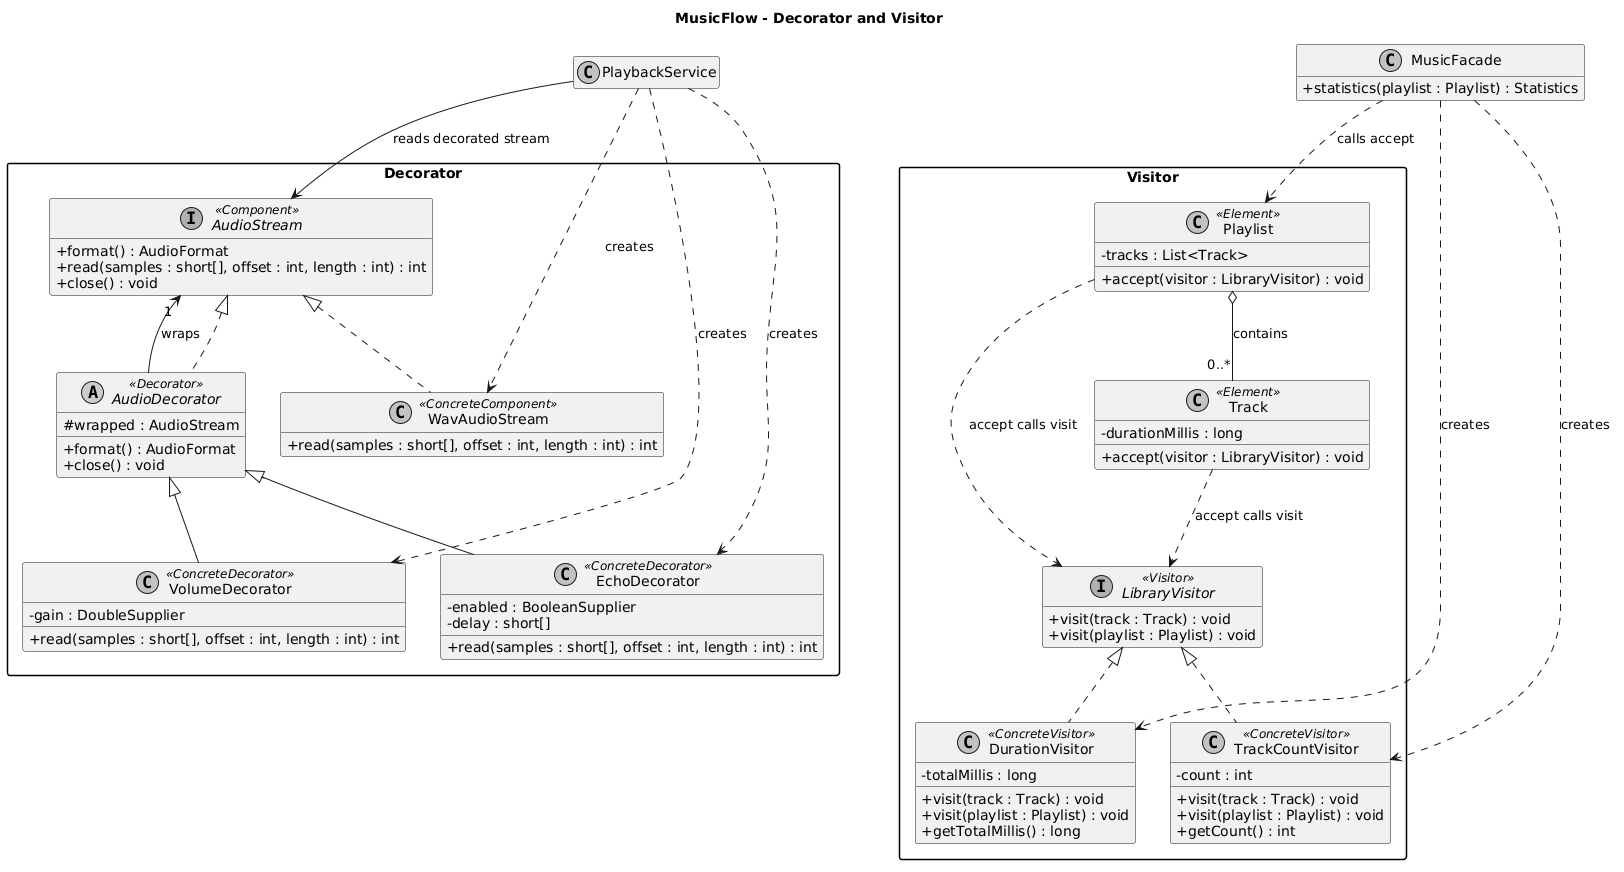 MusicFlow - Decorator and Visitor
C PlaybackService
C MusicFacade
+statistics(playlist : Playlist) : Statistics
reads decorated stream
calls accept
Decorator
«Component»
I AudioStream
+format() : AudioFormat
+read(samples : short[], offset : int, length : int) : int
+close() : void
creates
1
wraps
creates
creates
«Decorator»
A AudioDecorator
#wrapped : AudioStream
+format() : AudioFormat
+close() : void
«ConcreteComponent»
C WavAudioStream
+read(samples : short[], offset : int, length : int) : int
«ConcreteDecorator»
C VolumeDecorator
-gain : DoubleSupplier
+read(samples : short[], offset : int, length : int) : int
«ConcreteDecorator»
C EchoDecorator
-enabled : BooleanSupplier
-delay : short[]
+read(samples : short[], offset : int, length : int) : int
Visitor
«Element»
C Playlist
-tracks : List<Track>
+accept(visitor : LibraryVisitor) : void
contains
0..*
«Element»
C Track
-durationMillis : long
+accept(visitor : LibraryVisitor) : void
accept calls visit
creates
creates
accept calls visit
«Visitor»
I LibraryVisitor
+visit(track : Track) : void
+visit(playlist : Playlist) : void
«ConcreteVisitor»
C DurationVisitor
-totalMillis : long
+visit(track : Track) : void
+visit(playlist : Playlist) : void
+getTotalMillis() : long
«ConcreteVisitor»
C TrackCountVisitor
-count : int
+visit(track : Track) : void
+visit(playlist : Playlist) : void
+getCount() : int